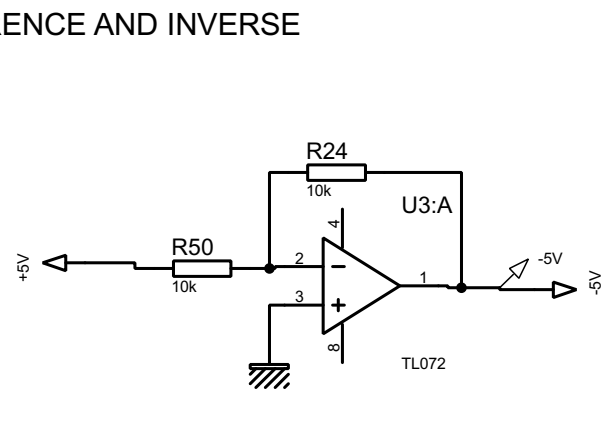 ENCE AND INVERSE
R24
10k
U3:A
4
+5V
R50
10k
2
3
1
8
-5V
-5V
TL072